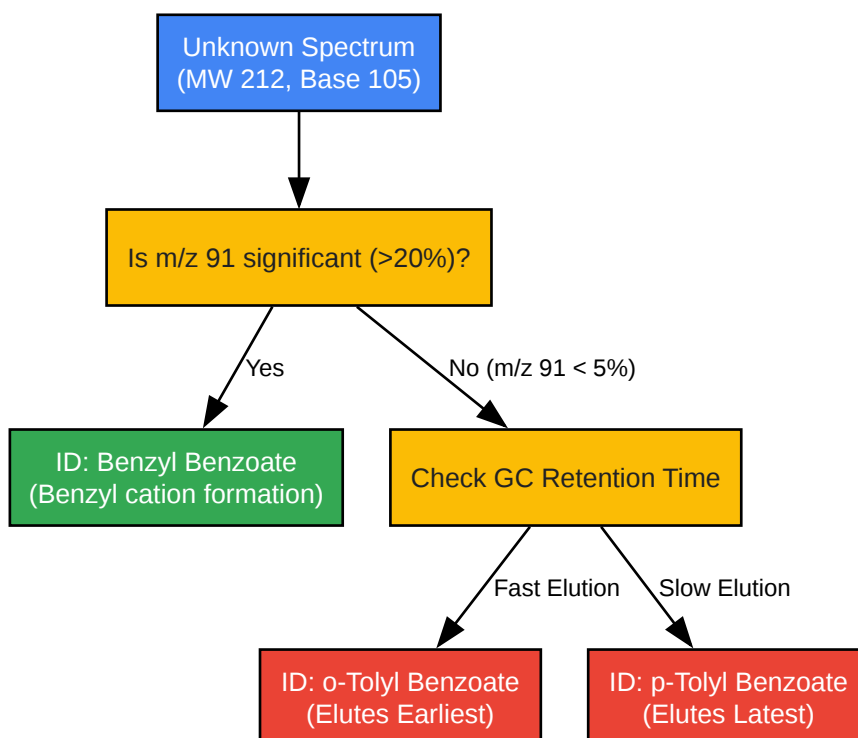 Unknown Spectrum
(MW 212, Base 105)
Is m/z 91 significant (>20%)?
Yes
No (m/z 91 < 5%)
ID: Benzyl Benzoate
(Benzyl cation formation)
Check GC Retention Time
Fast Elution
Slow Elution
ID: o-Tolyl Benzoate
(Elutes Earliest)
ID: p-Tolyl Benzoate
(Elutes Latest)